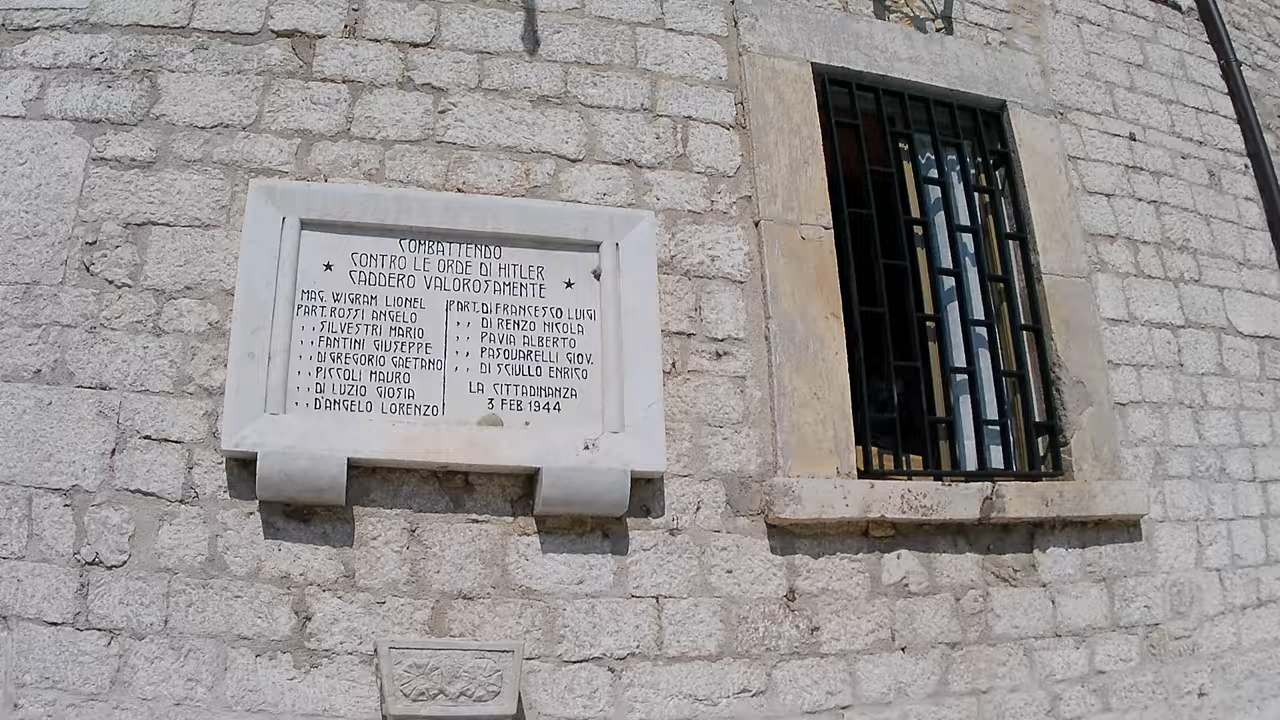 COMBATTENDO
CONTRO LE ORDE DI HITLER
CADDERO VALOROSAMENTE
MAG. WIGRAM LIONEL
PART. ROSSI ANGELO
,, SILVESTRI MARIO
,, FANTINI GIUSEPPE
,, DI GREGORIO GAETANO
,, PICCOLI MAURO
,, DI LUZIO GIOSIA
,, D'ANGELO LORENZO
PART. DI FRANCESCO LUIGI
,, DI RENZO NICOLA
,, PAVIA ALBERTO
,, PASQUARELLI GIOV.
,, DI SCIULLO ENRICO.
LA CITTADINANZA
3 FEB 1944